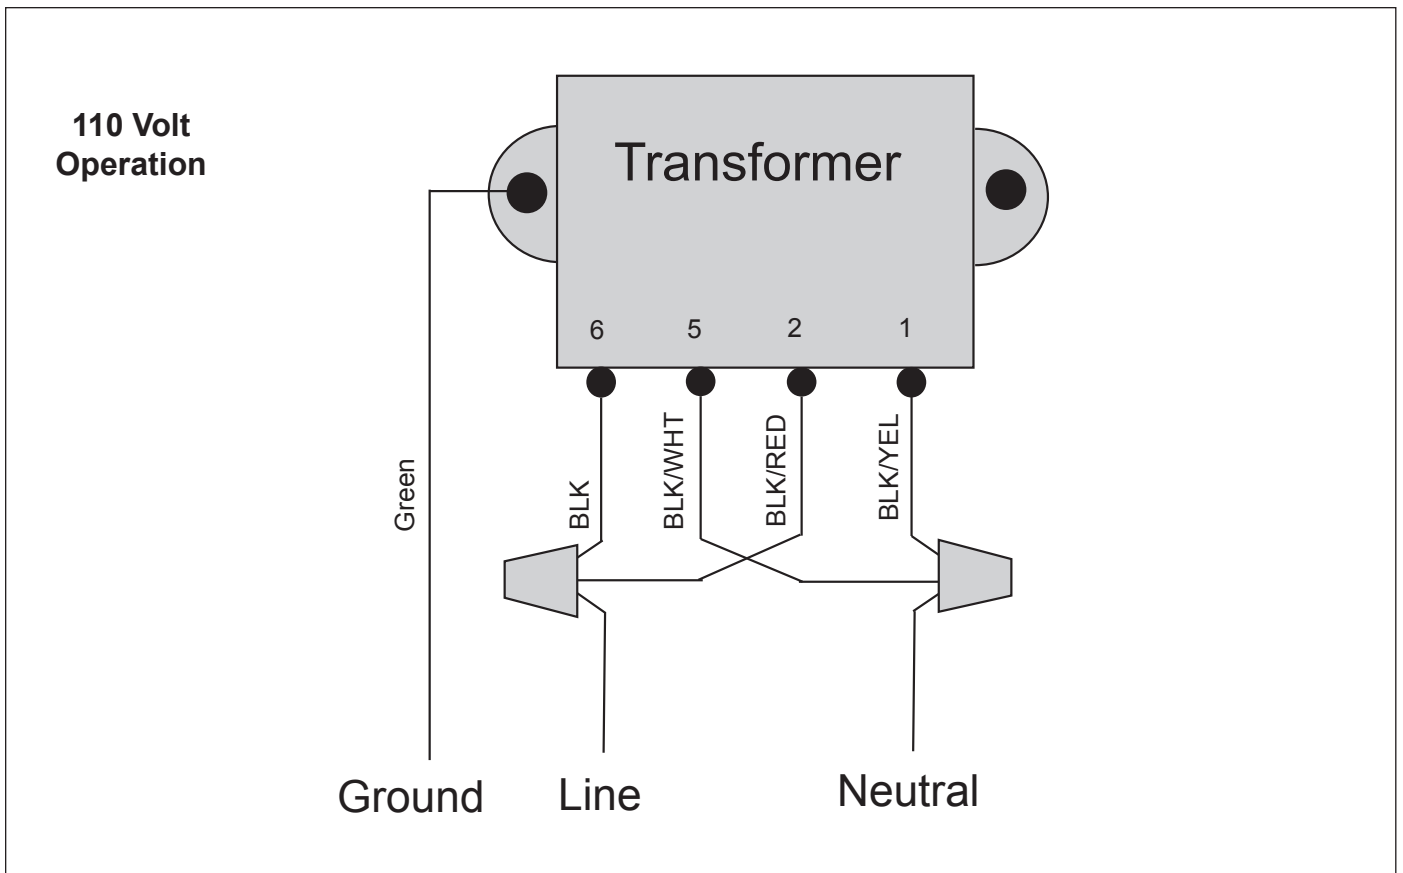 110 Volt
Operation
Transformer
6 5 2 1
Green
BLK
BLK/WHT
BLK/RED
BLK/YEL
Ground
Line
Neutral